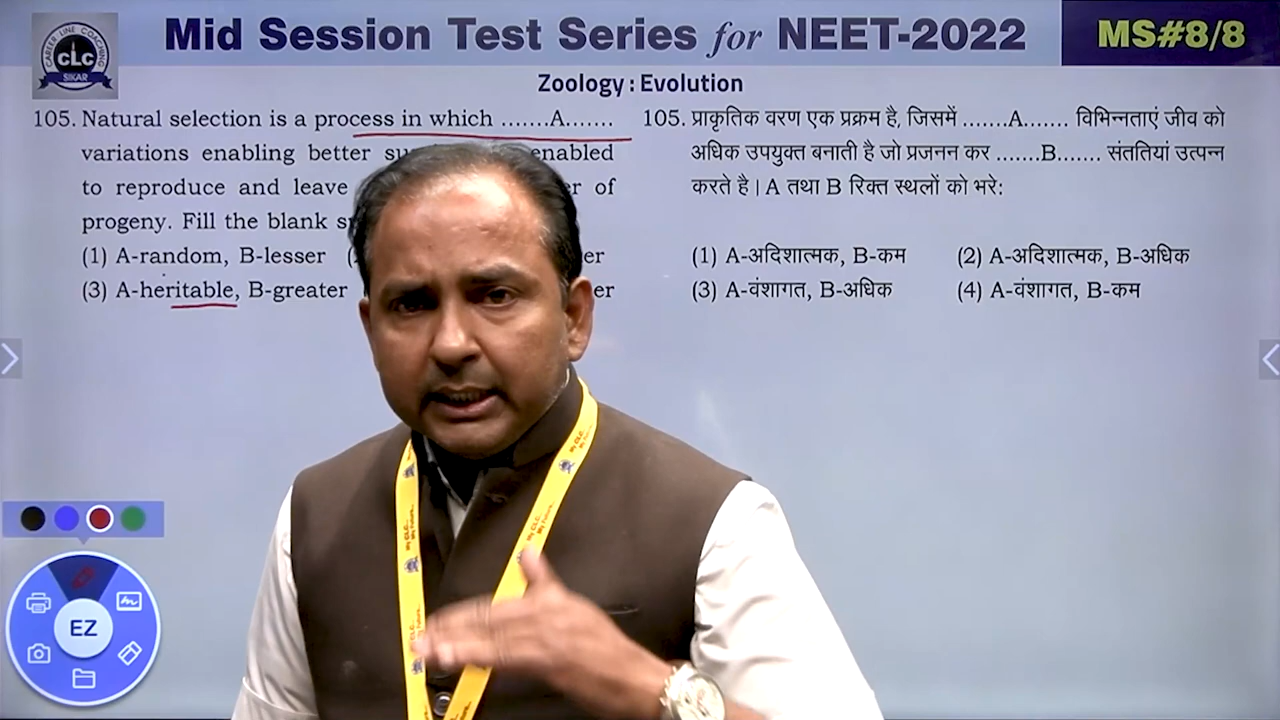 CAREER LINE COACHING
CLC
SIKAR
Mid Session Test Series for NEET-2022
MS#8/8
Zoology : Evolution
105. Natural selection is a process in which .......A.......
variations enabling better enabled
to reproduce and leave of
progeny. Fill the blank
(1) A-random, B-lesser
(3) A-heritable, B-greater
105. प्राकृतिक वरण एक प्रक्रम है, जिसमें .......A....... विभिन्नताएं जीव को
अधिक उपयुक्त बनाती है जो प्रजनन कर .......B....... संततियां उत्पन्न
करते है। A तथा B रिक्त स्थलों को भरे:
(1) A-अदिशात्मक, B-कम (2) A-अदिशात्मक, B-अधिक
(3) A-वंशागत, B-अधिक (4) A-वंशागत, B-कम
EZ